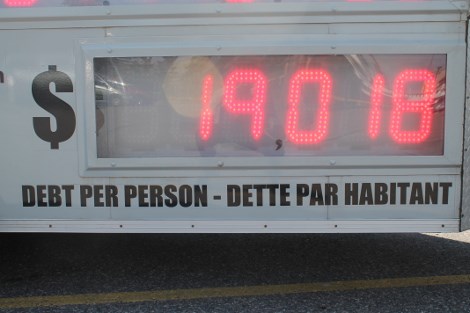 $ 19,018
DEBT PER PERSON - DETTE PAR HABITANT